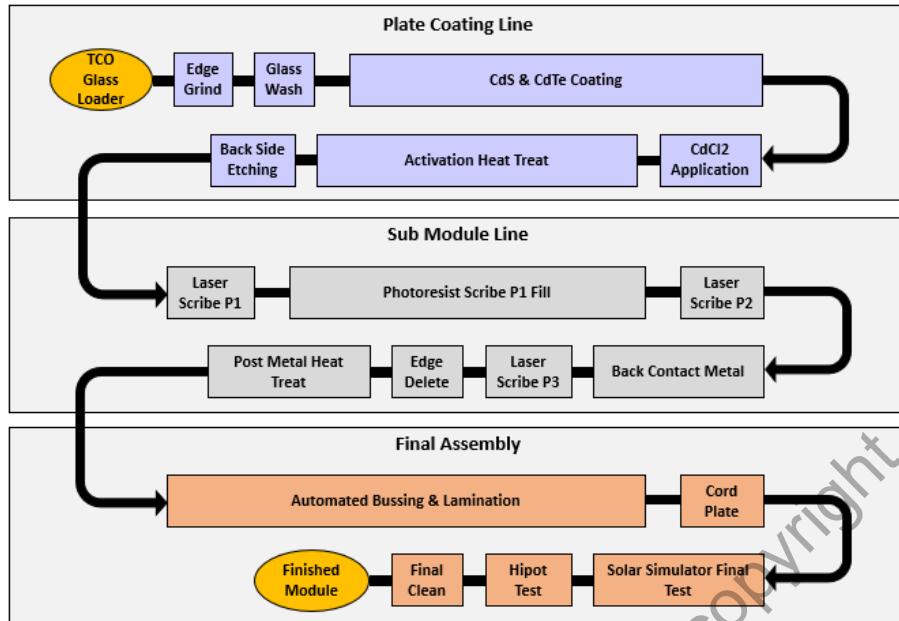 Plate Coating Line
TCO
Glass
Loader
Edge
Grind
Glass
Wash
CdS & CdTe Coating
CdCl2
Application
Activation Heat Treat
Back Side
Etching
Sub Module Line
Laser
Scribe P1
Photoresist Scribe P1 Fill
Laser
Scribe P2
Back Contact Metal
Laser
Scribe P3
Edge
Delete
Post Metal Heat
Treat
Final Assembly
Automated Bussing & Lamination
Cord
Plate
Solar Simulator Final
Test
Hipot
Test
Final
Clean
Finished
Module
copyright